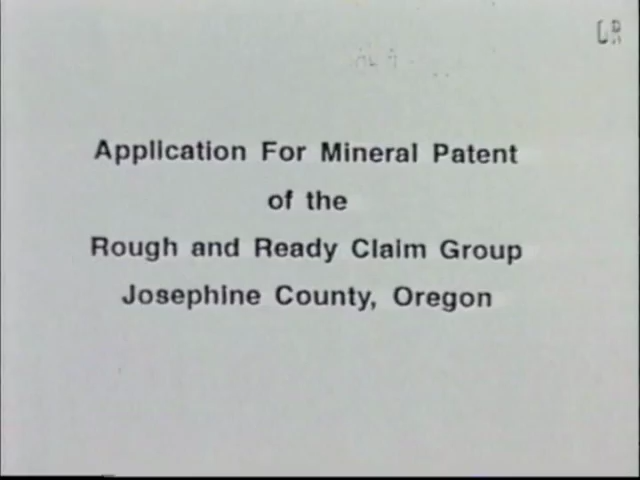 Application For Mineral Patent
of the
Rough and Ready Claim Group
Josephine County, Oregon